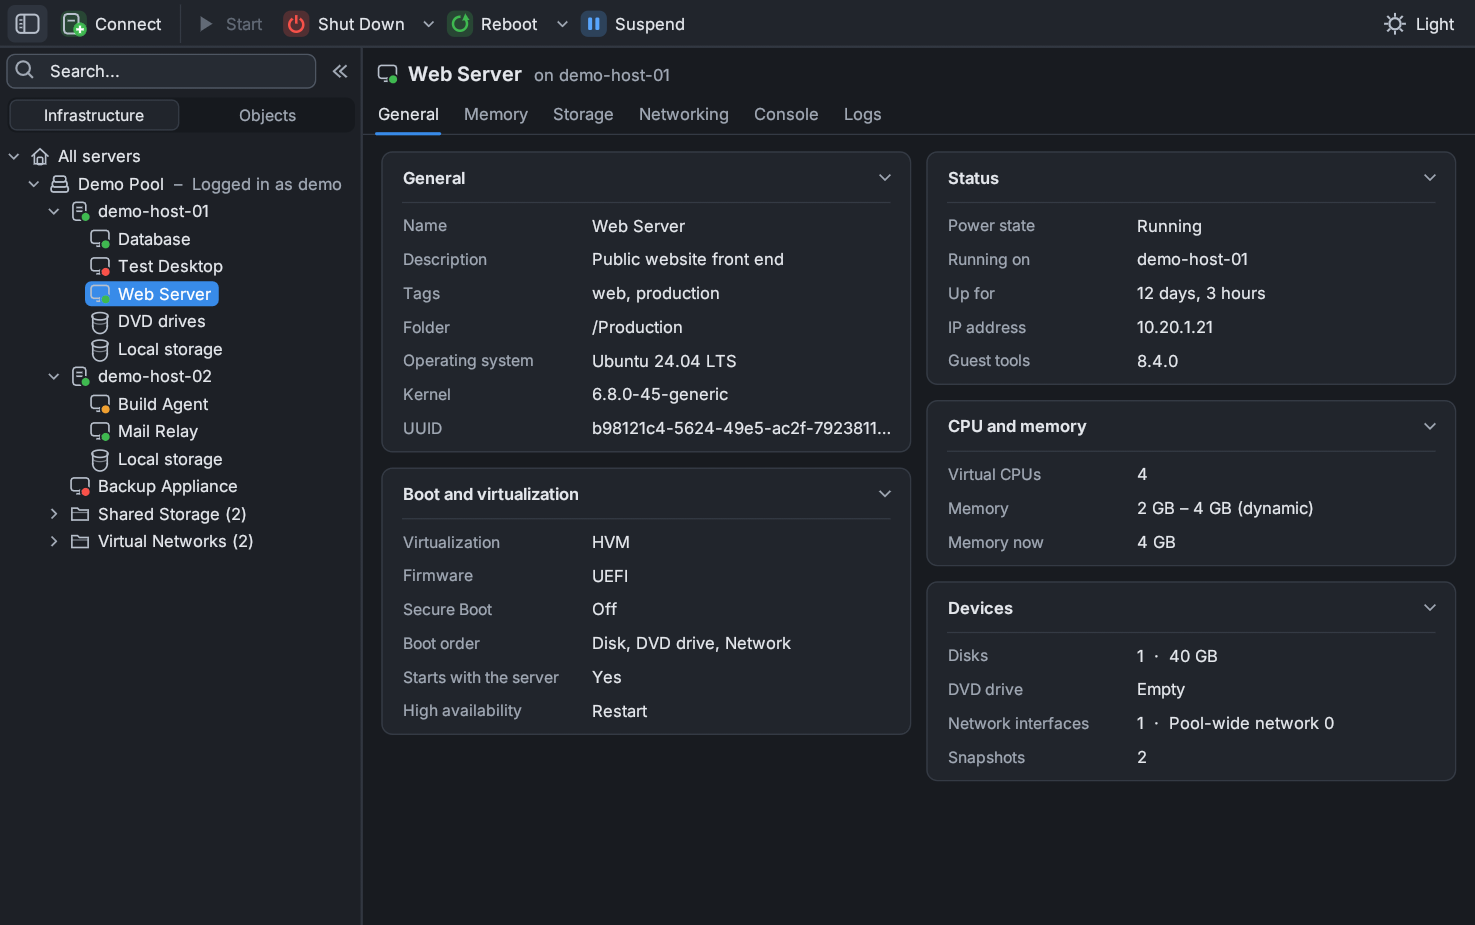 Connect
Start
Shut Down
Reboot
Suspend
Light
Search...
Infrastructure
Objects
All servers
Demo Pool – Logged in as demo
demo-host-01
Database
Test Desktop
Web Server
DVD drives
Local storage
demo-host-02
Build Agent
Mail Relay
Local storage
Backup Appliance
Shared Storage (2)
Virtual Networks (2)
Web Server on demo-host-01
General Memory Storage Networking Console Logs
General
Name Web Server
Description Public website front end
Tags web, production
Folder /Production
Operating system Ubuntu 24.04 LTS
Kernel 6.8.0-45-generic
UUID b98121c4-5624-49e5-ac2f-7923811...
Boot and virtualization
Virtualization HVM
Firmware UEFI
Secure Boot Off
Boot order Disk, DVD drive, Network
Starts with the server Yes
High availability Restart
Status
Power state Running
Running on demo-host-01
Up for 12 days, 3 hours
IP address 10.20.1.21
Guest tools 8.4.0
CPU and memory
Virtual CPUs 4
Memory 2 GB – 4 GB (dynamic)
Memory now 4 GB
Devices
Disks 1 · 40 GB
DVD drive Empty
Network interfaces 1 · Pool-wide network 0
Snapshots 2